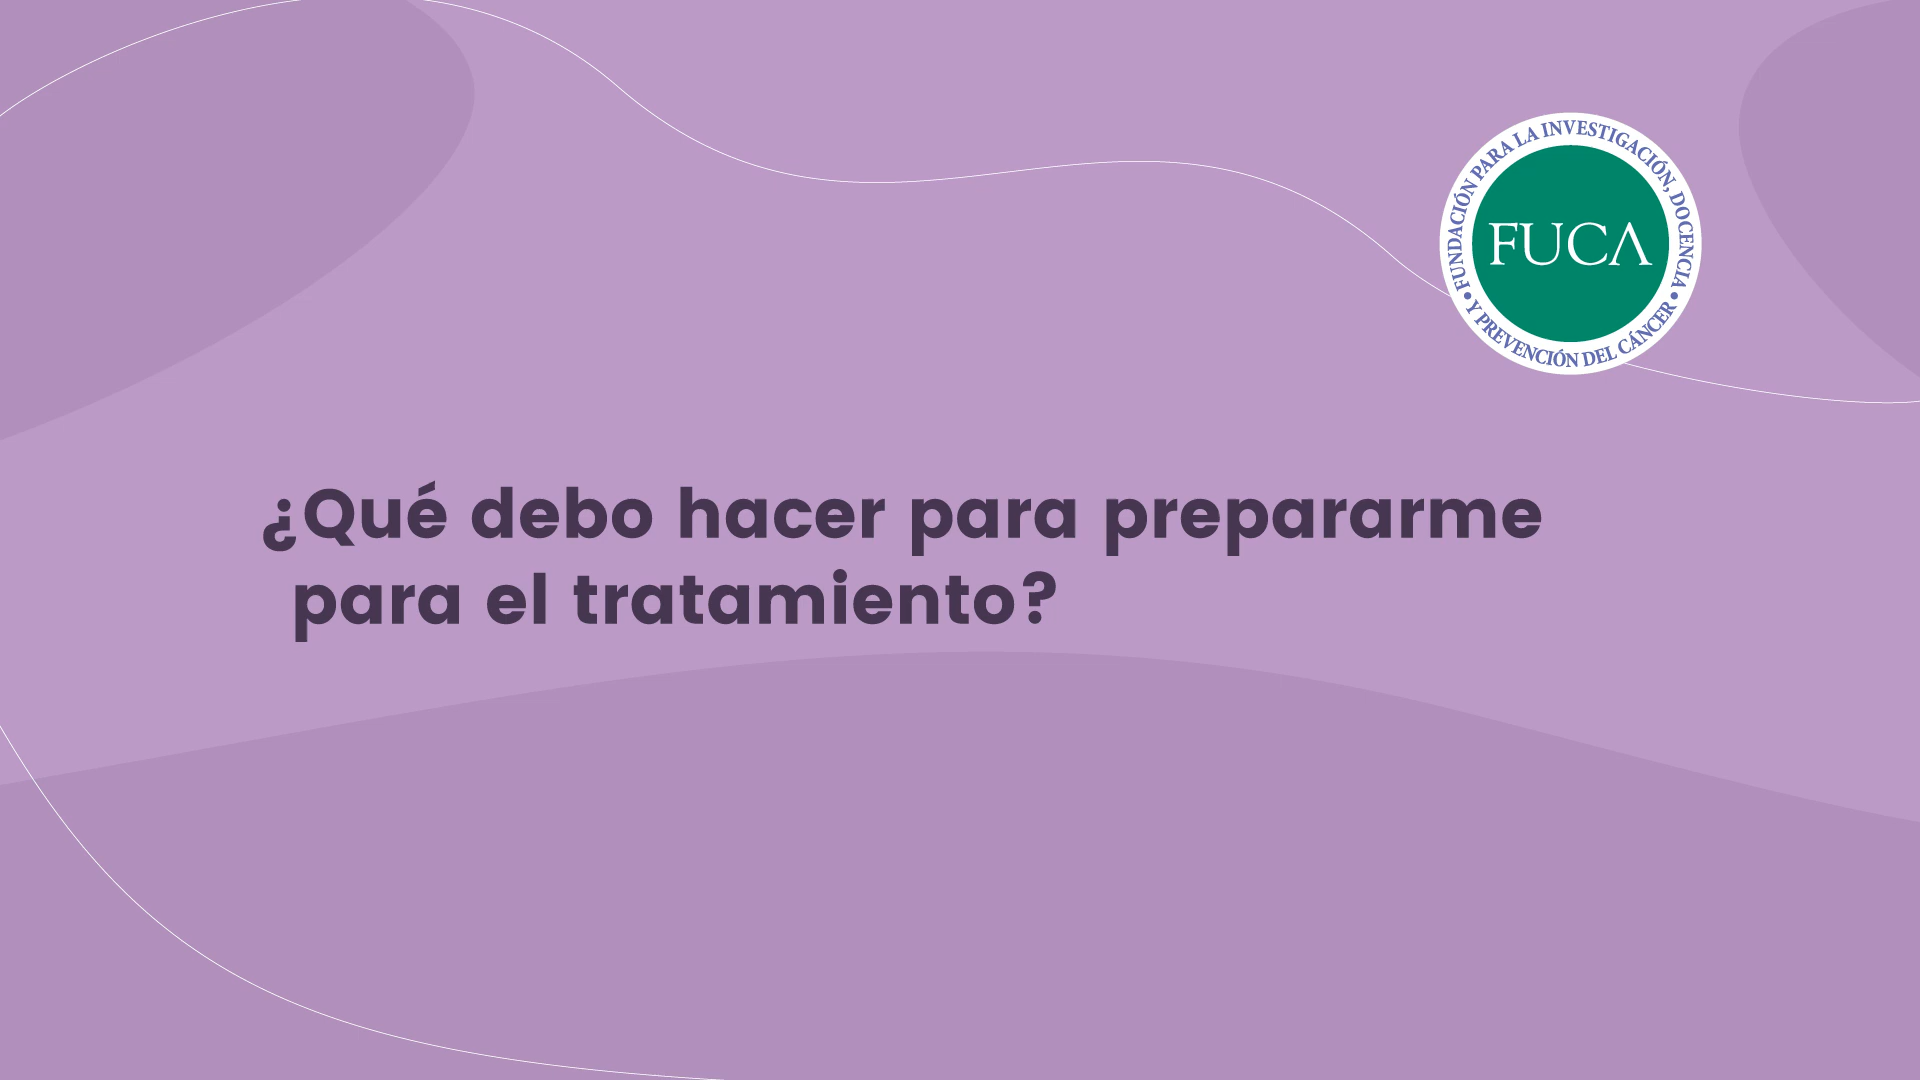 FUNDACIÓN PARA LA INVESTIGACIÓN, DOCENCIA
FUCA
• Y PREVENCIÓN DEL CÁNCER •
¿Qué debo hacer para prepararme
para el tratamiento?